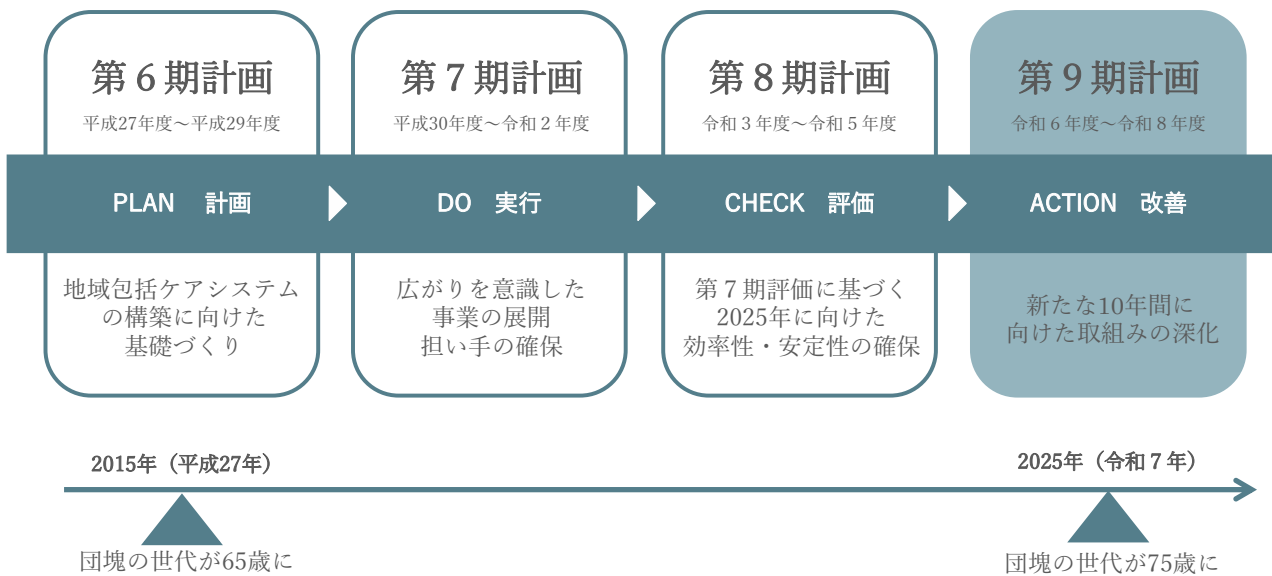 第６期計画
平成27年度～平成29年度
PLAN　計画
地域包括ケアシステム
の構築に向けた
基礎づくり
第７期計画
平成30年度～令和２年度
DO　実行
広がりを意識した
事業の展開
担い手の確保
第８期計画
令和３年度～令和５年度
CHECK　評価
第７期評価に基づく
2025年に向けた
効率性・安定性の確保
第９期計画
令和６年度～令和８年度
ACTION　改善
新たな10年間に
向けた取組みの深化
2015年（平成27年）
団塊の世代が65歳に
2025年（令和７年）
団塊の世代が75歳に